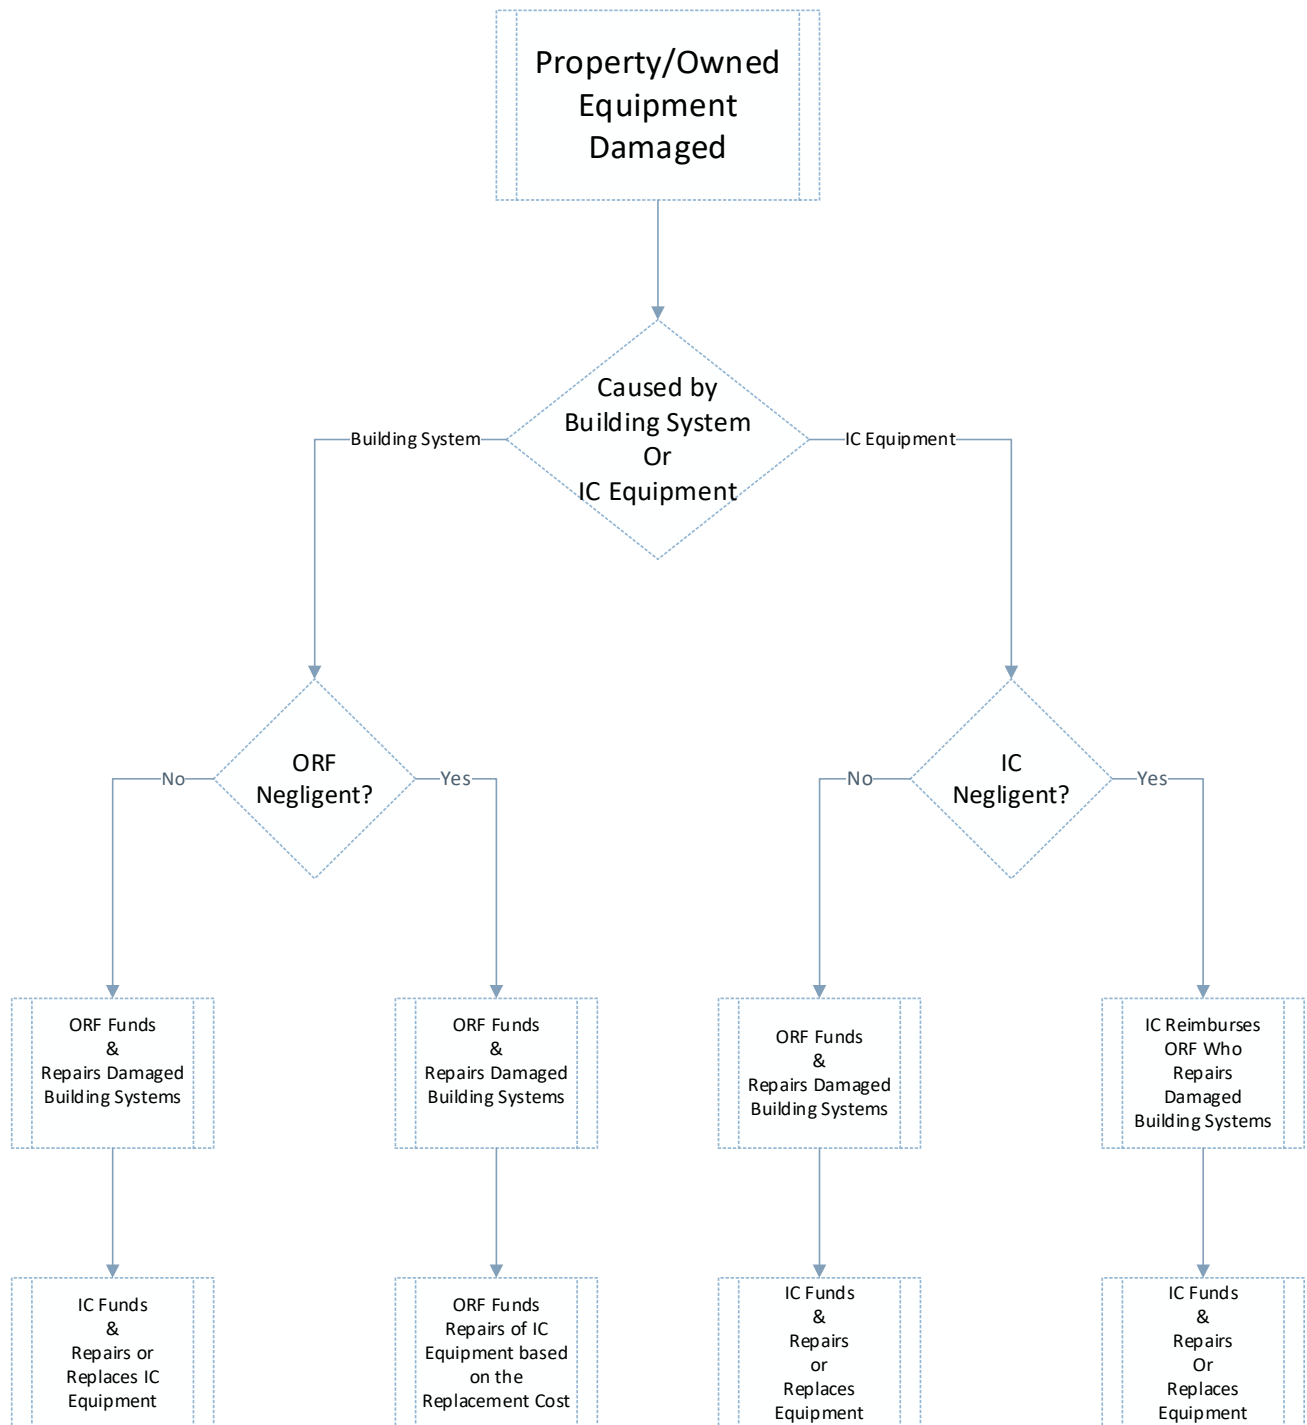 Property/Owned
Equipment
Damaged
Caused by
Building System
Or
IC Equipment
Building System
IC Equipment
ORF
Negligent?
No
Yes
IC
Negligent?
No
Yes
ORF Funds
&
Repairs Damaged
Building Systems
ORF Funds
&
Repairs Damaged
Building Systems
ORF Funds
&
Repairs Damaged
Building Systems
IC Reimburses
ORF Who
Repairs
Damaged
Building Systems
IC Funds
&
Repairs or
Replaces IC
Equipment
ORF Funds
Repairs of IC
Equipment based
on the
Replacement Cost
IC Funds
&
Repairs
or
Replaces
Equipment
IC Funds
&
Repairs
Or
Replaces
Equipment